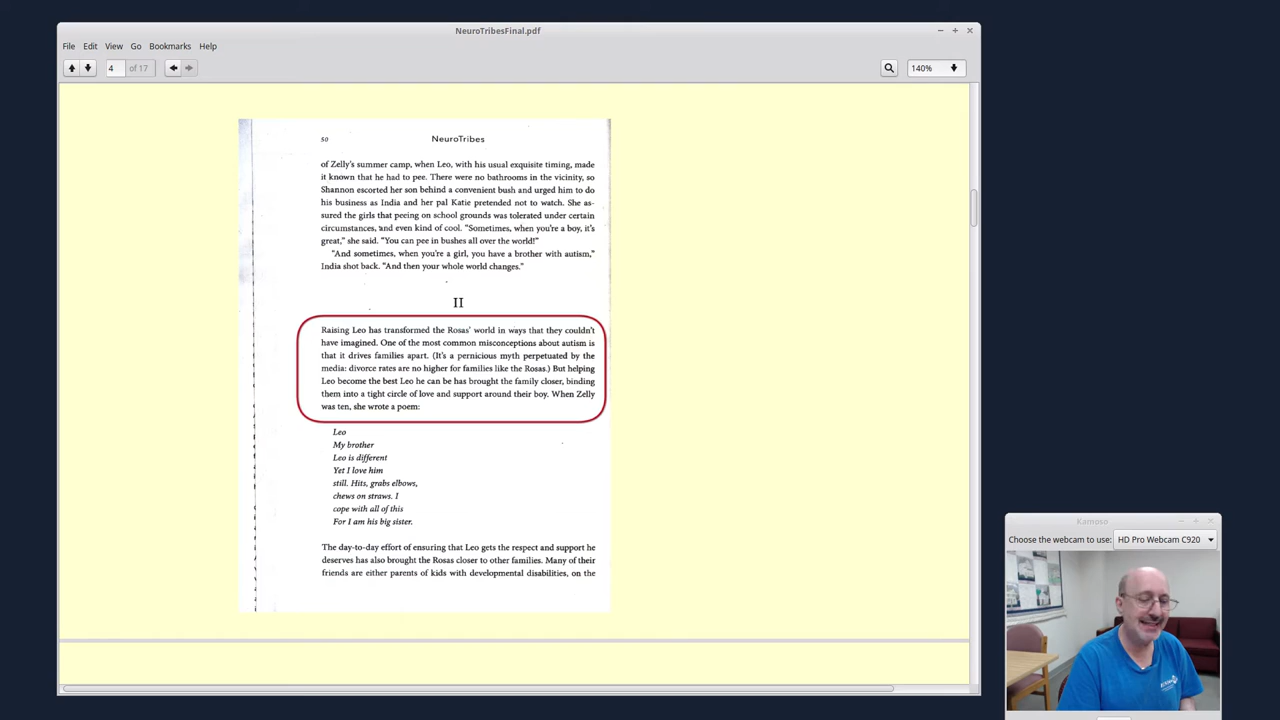 NeuroTribesFinal.pdf
File Edit View Go Bookmarks Help
4 of 17
140%
50 NeuroTribes
of Zelly's summer camp, when Leo, with his usual exquisite timing, made
it known that he had to pee. There were no bathrooms in the vicinity, so
Shannon escorted her son behind a convenient bush and urged him to do
his business as India and her pal Katie pretended not to watch. She as-
sured the girls that peeing on school grounds was tolerated under certain
circumstances, and even kind of cool. "Sometimes, when you're a boy, it's
great," she said. "You can pee in bushes all over the world!"
"And sometimes, when you're a girl, you have a brother with autism,"
India shot back. "And then your whole world changes."
II
Raising Leo has transformed the Rosas' world in ways that they couldn't
have imagined. One of the most common misconceptions about autism is
that it drives families apart. (It's a pernicious myth perpetuated by the
media: divorce rates are no higher for families like the Rosas.) But helping
Leo become the best Leo he can be has brought the family closer, binding
them into a tight circle of love and support around their boy. When Zelly
was ten, she wrote a poem:
Leo
My brother
Leo is different
Yet I love him
still. Hits, grabs elbows,
chews on straws. I
cope with all of this
For I am his big sister.
The day-to-day effort of ensuring that Leo gets the respect and support he
deserves has also brought the Rosas closer to other families. Many of their
friends are either parents of kids with developmental disabilities, on the
Kamoso
Choose the webcam to use: HD Pro Webcam C920